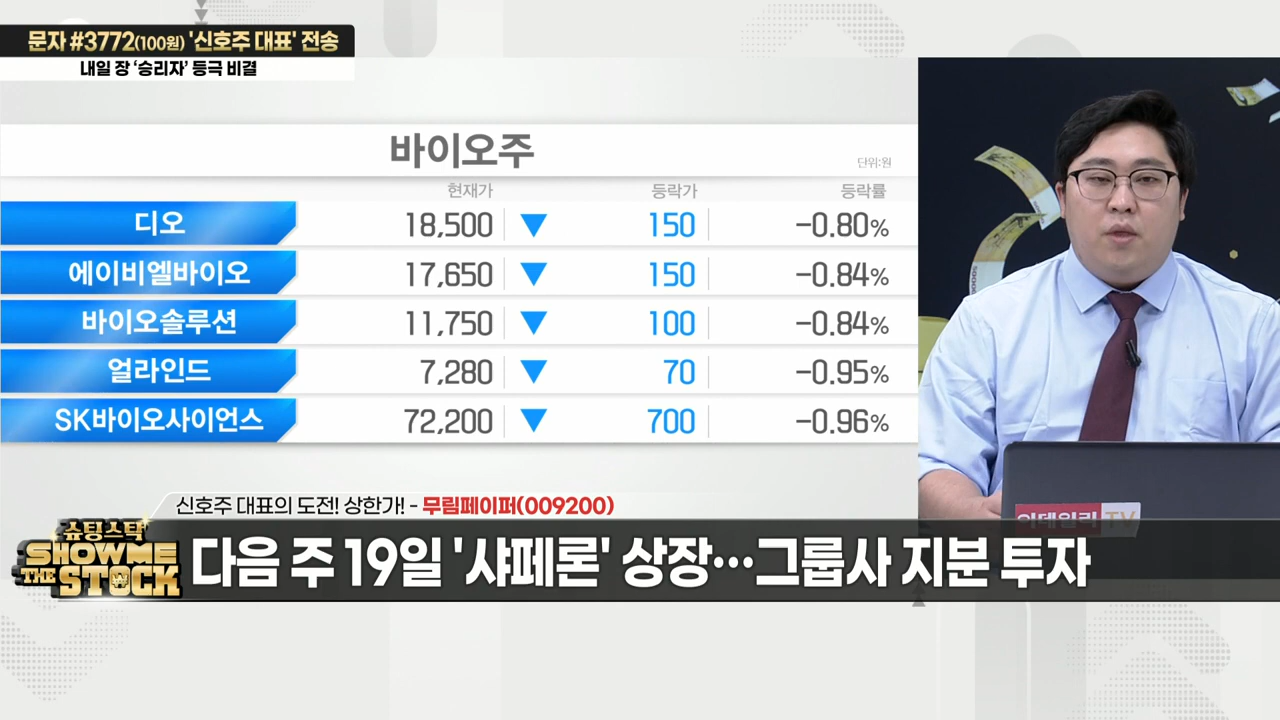 문자 #3772(100원) '신호주 대표' 전송
내일 장 '승리자' 등극 비결
바이오주
단위:원
현재가 등락가 등락률
디오 18,500 ▼ 150 -0.80%
에이비엘바이오 17,650 ▼ 150 -0.84%
바이오솔루션 11,750 ▼ 100 -0.84%
얼라인드 7,280 ▼ 70 -0.95%
SK바이오사이언스 72,200 ▼ 700 -0.96%
이데일리 TV
신호주 대표의 도전! 상한가! - 무림페이퍼(009200)
슈팅스탁
SHOW ME
THE STOCK
다음 주 19일 '샤페론' 상장…그룹사 지분 투자